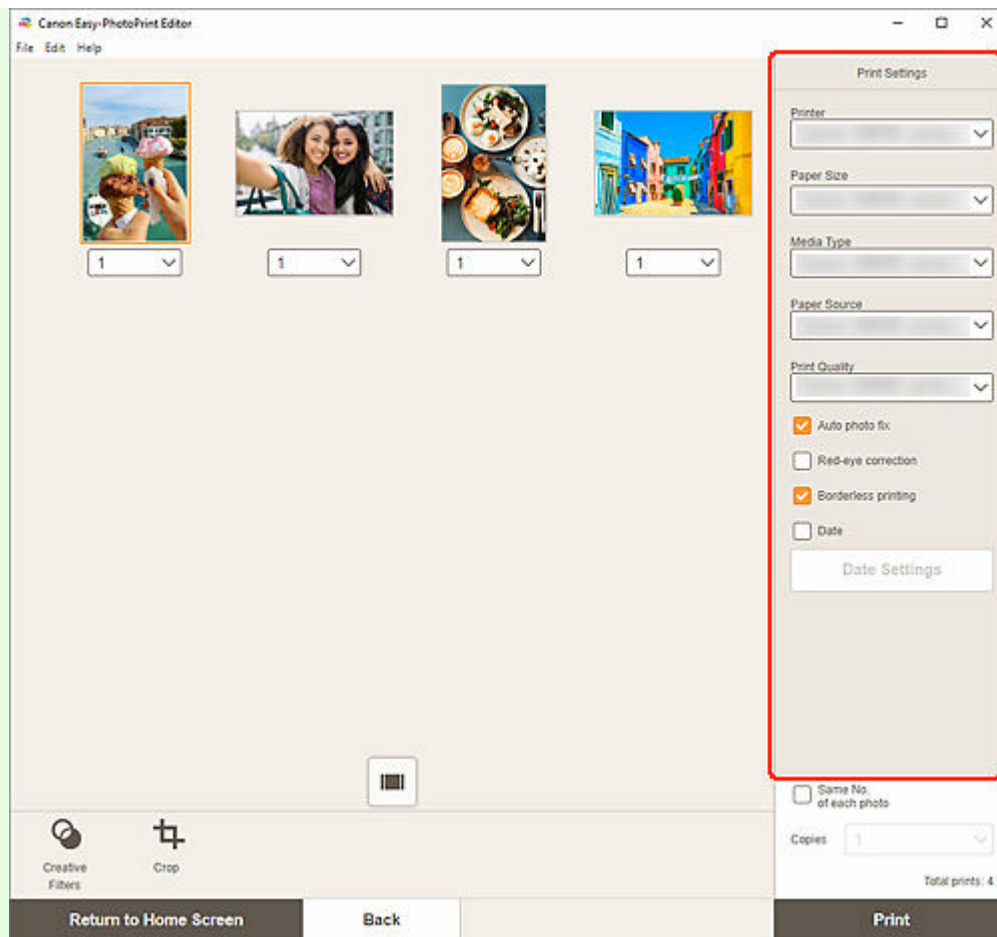 Canon Easy-PhotoPrint Editor
File Edit Help
1
1
1
1
Print Settings
Printer
Paper Size
Media Type
Paper Source
Print Quality
Auto photo fix
Red-eye correction
Borderless printing
Date
Date Settings
Same No.
of each photo
Copies 1
Total prints: 4
Creative
Filters
Crop
Return to Home Screen
Back
Print